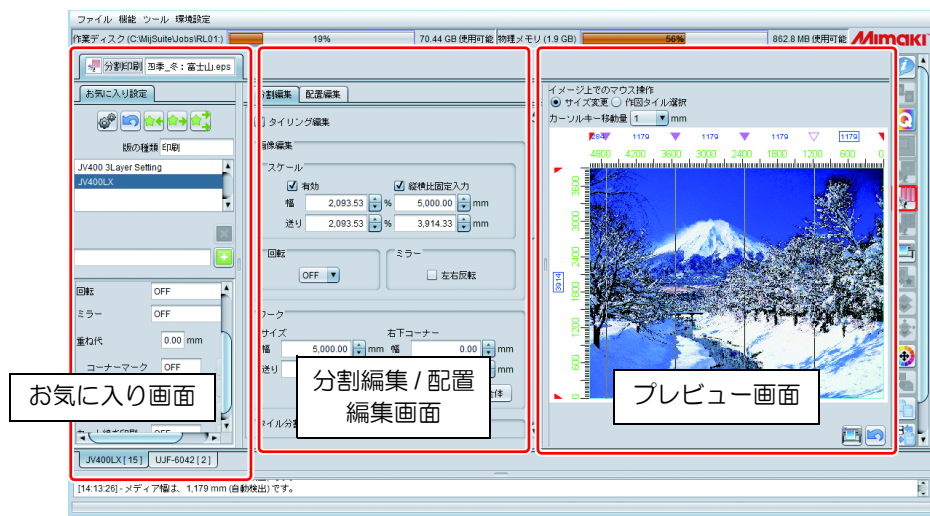 ファイル 機能 ツール 環境設定
作業ディスク (C:\MijSuite\Jobs\RL01:) 19% 70.44 GB 使用可能 物理メモリ (1.9 GB) 56% 862.8 MB 使用可能 Mimaki
分割印刷 四季_冬：富士山.eps
お気に入り設定
版の種類 印刷
JV400 3Layer Setting
JV400LX
回転 OFF
ミラー OFF
重ね代 0.00 mm
コーナーマーク OFF
お気に入り画面
OFF
JV400LX [ 15 ] UJF-6042 [ 2 ]
分割編集 配置編集
タイリング編集
画像編集
スケール
有効 縦横比固定入力
幅 2,093.53 % 5,000.00 mm
送り 2,093.53 % 3,914.33 mm
回転 ミラー
OFF 左右反転
ワーク
サイズ 右下コーナー
幅 5,000.00 mm 幅 0.00 mm
送り mm
分割編集 / 配置
編集画面
イメージ上でのマウス操作
サイズ変更 作図タイル選択
カーソルキー移動量 1 mm
284 1179 1179 1179 1179
4800 4200 3600 3000 2400 1800 1200 600 0
3600
3000
2400
3914
1800
1200
600
0
プレビュー画面
[14:13:26] - メディア幅は、1,179 mm (自動検出) です。